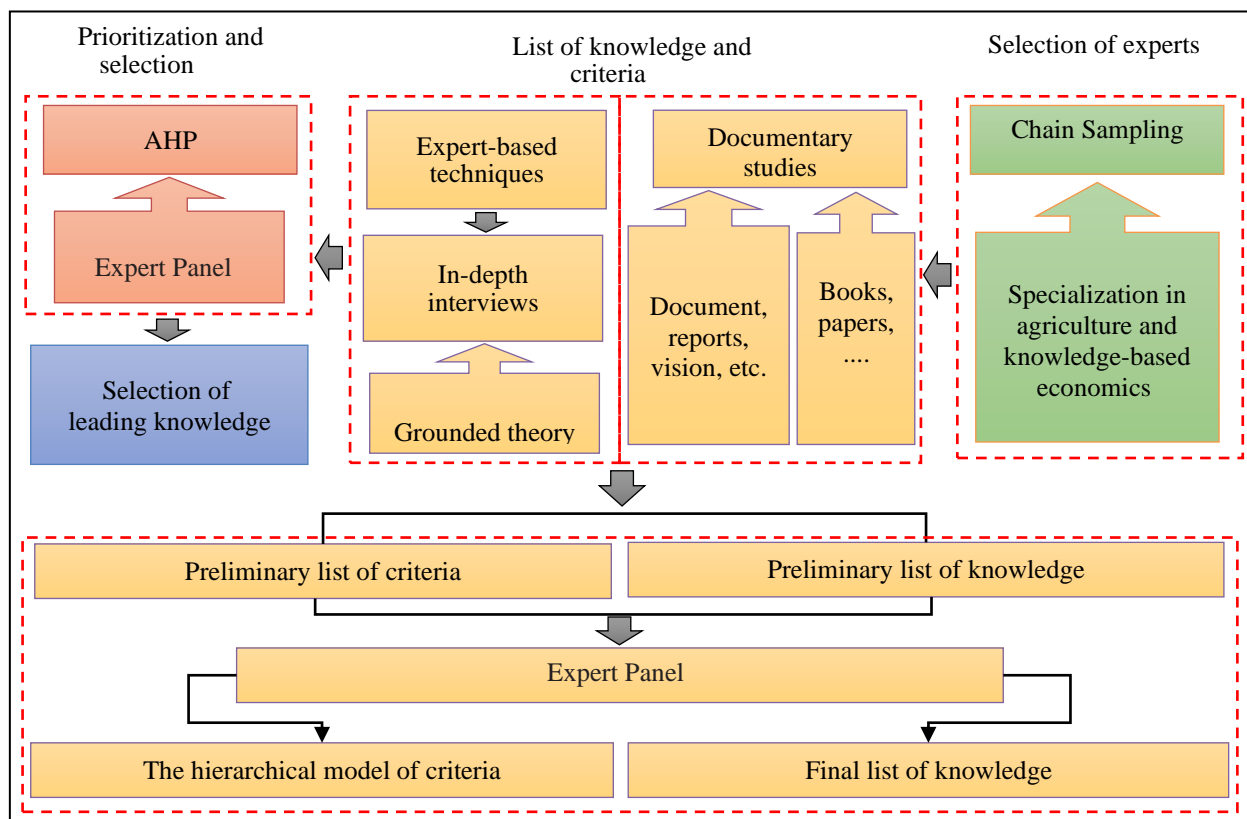 Prioritization and
selection
List of knowledge and
criteria
Selection of experts
AHP
Expert Panel
Selection of
leading knowledge
Expert-based
techniques
In-depth
interviews
Grounded theory
Documentary
studies
Document,
reports,
vision, etc.
Books,
papers,
....
Chain Sampling
Specialization in
agriculture and
knowledge-based
economics
Preliminary list of criteria
Preliminary list of knowledge
Expert Panel
The hierarchical model of criteria
Final list of knowledge